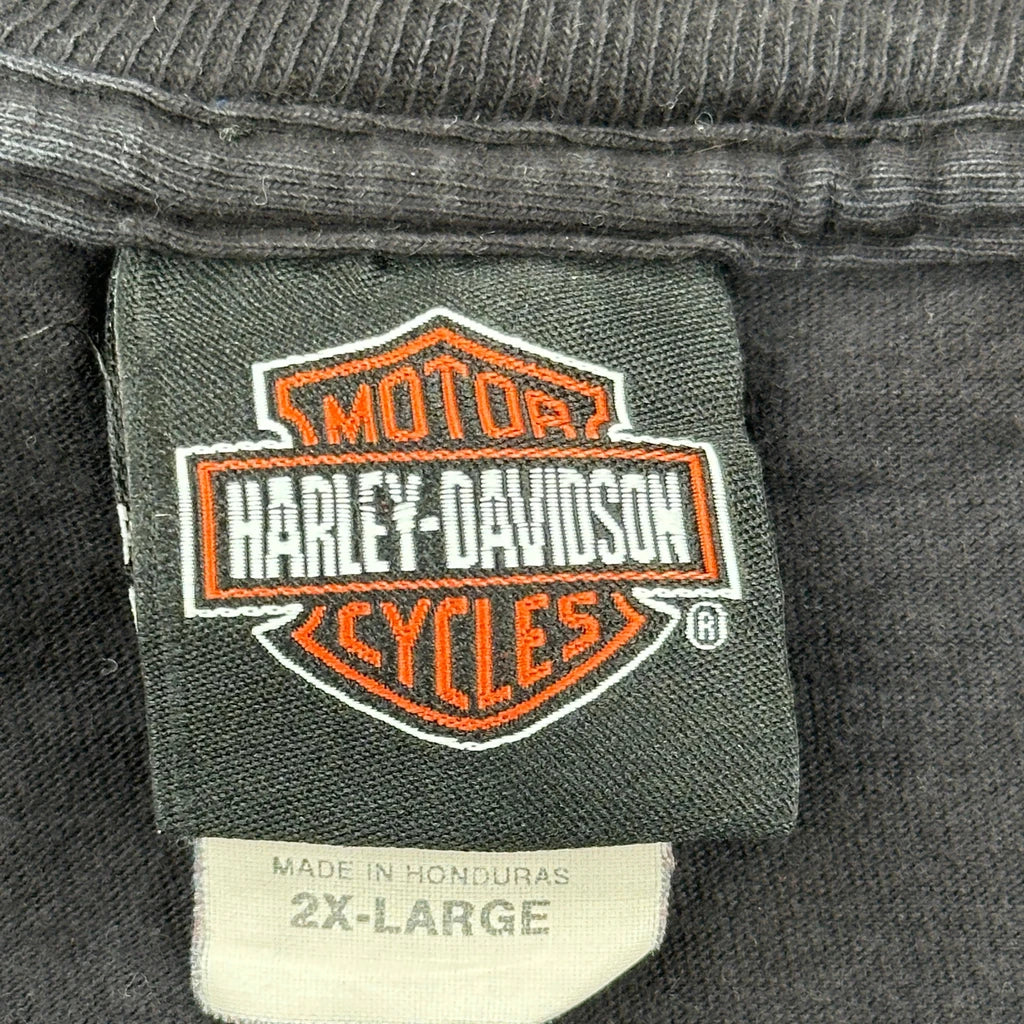 MOTOR
HARLEY-DAVIDSON
CYCLES
®
MADE IN HONDURAS
2X-LARGE